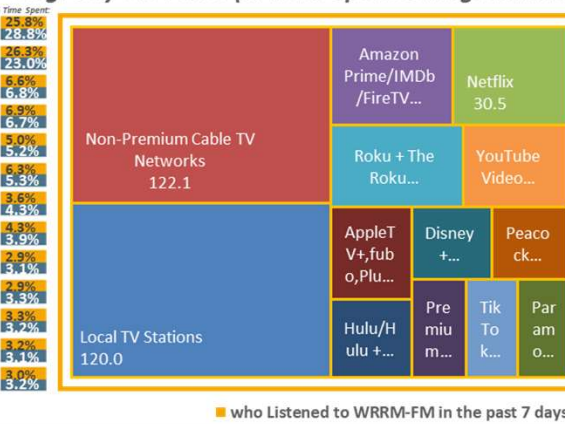 Time Spent:
25.8%
28.8%
26.3%
23.0%
6.6%
6.8%
6.9%
6.7%
5.0%
5.2%
6.3%
5.3%
3.6%
4.3%
4.3%
3.9%
2.9%
3.1%
2.9%
3.3%
3.3%
3.2%
3.2%
3.1%
3.0%
3.2%
Non-Premium Cable TV
Networks
122.1
Local TV Stations
120.0
Amazon
Prime/IMDb
/FireTV...
Netflix
30.5
Roku + The
Roku...
YouTube
Video...
AppleT
V+,fub
o,Plu...
Disney
+...
Peaco
ck...
Hulu/H
ulu +...
Pre
miu
m...
Tik
To
k...
Par
am
o...
who Listened to WRRM-FM in the past 7 days